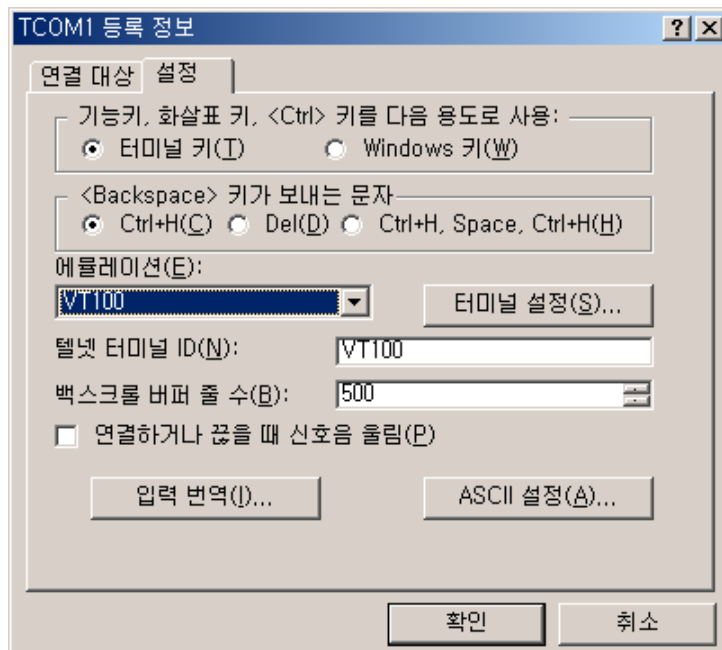 TCOM1 등록 정보
연결 대상 설정
기능키, 화살표 키, <Ctrl> 키를 다음 용도로 사용:
터미널 키(T) Windows 키(W)
<Backspace> 키가 보내는 문자
Ctrl+H(C) Del(D) Ctrl+H, Space, Ctrl+H(H)
에뮬레이션(E):
VT100 터미널 설정(S)...
텔넷 터미널 ID(N): VT100
백스크롤 버퍼 줄 수(B): 500
연결하거나 끊을 때 신호음 울림(P)
입력 번역(I)... ASCII 설정(A)...
확인 취소